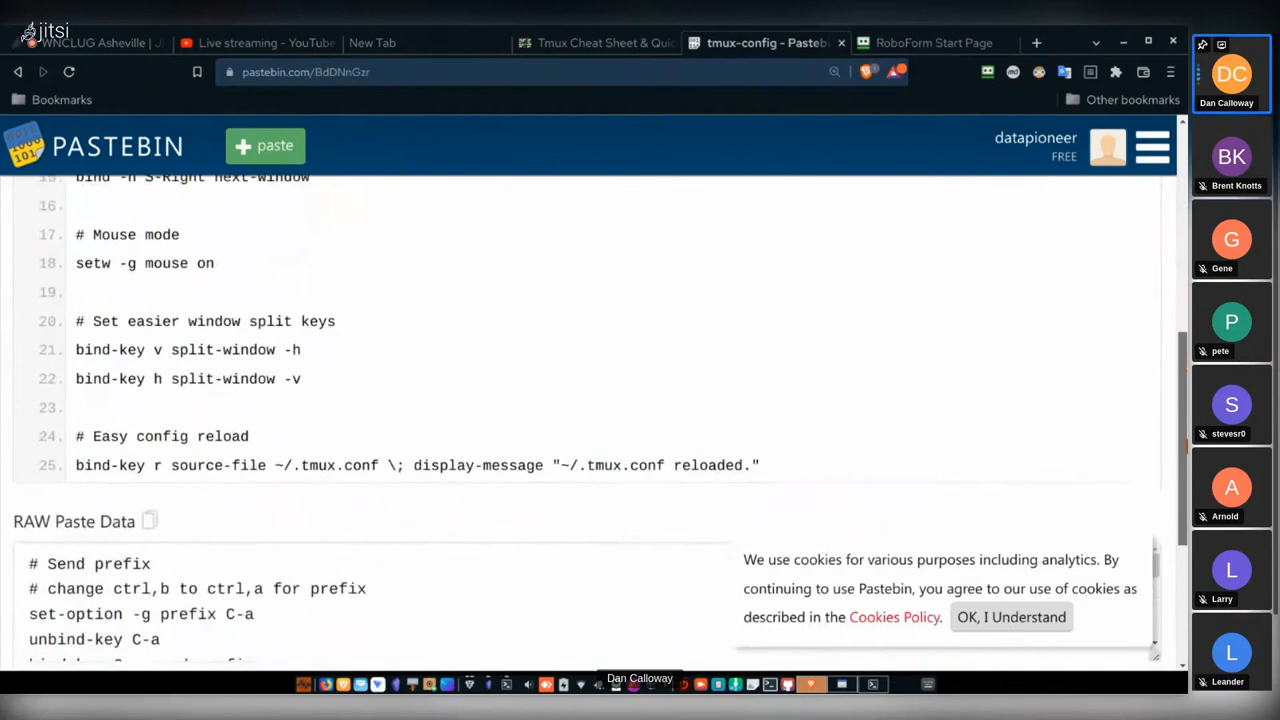 jitsi
WNCLUG Asheville | J
Live streaming - YouTube
New Tab
Tmux Cheat Sheet & Quic
tmux-config - Pastebi
RoboForm Start Page
pastebin.com/BdDNnGzr
Bookmarks
Other bookmarks
PASTEBIN
+ paste
datapioneer
FREE
15. bind -n S-Right next-window
16.
17. # Mouse mode
18. setw -g mouse on
19.
20. # Set easier window split keys
21. bind-key v split-window -h
22. bind-key h split-window -v
23.
24. # Easy config reload
25. bind-key r source-file ~/.tmux.conf \; display-message "~/.tmux.conf reloaded."
RAW Paste Data
# Send prefix
# change ctrl,b to ctrl,a for prefix
set-option -g prefix C-a
unbind-key C-a
We use cookies for various purposes including analytics. By
continuing to use Pastebin, you agree to our use of cookies as
described in the Cookies Policy. OK, I Understand
Dan Calloway
DC
Dan Calloway
BK
Brent Knotts
G
Gene
P
pete
S
stevesr0
A
Arnold
L
Larry
L
Leander